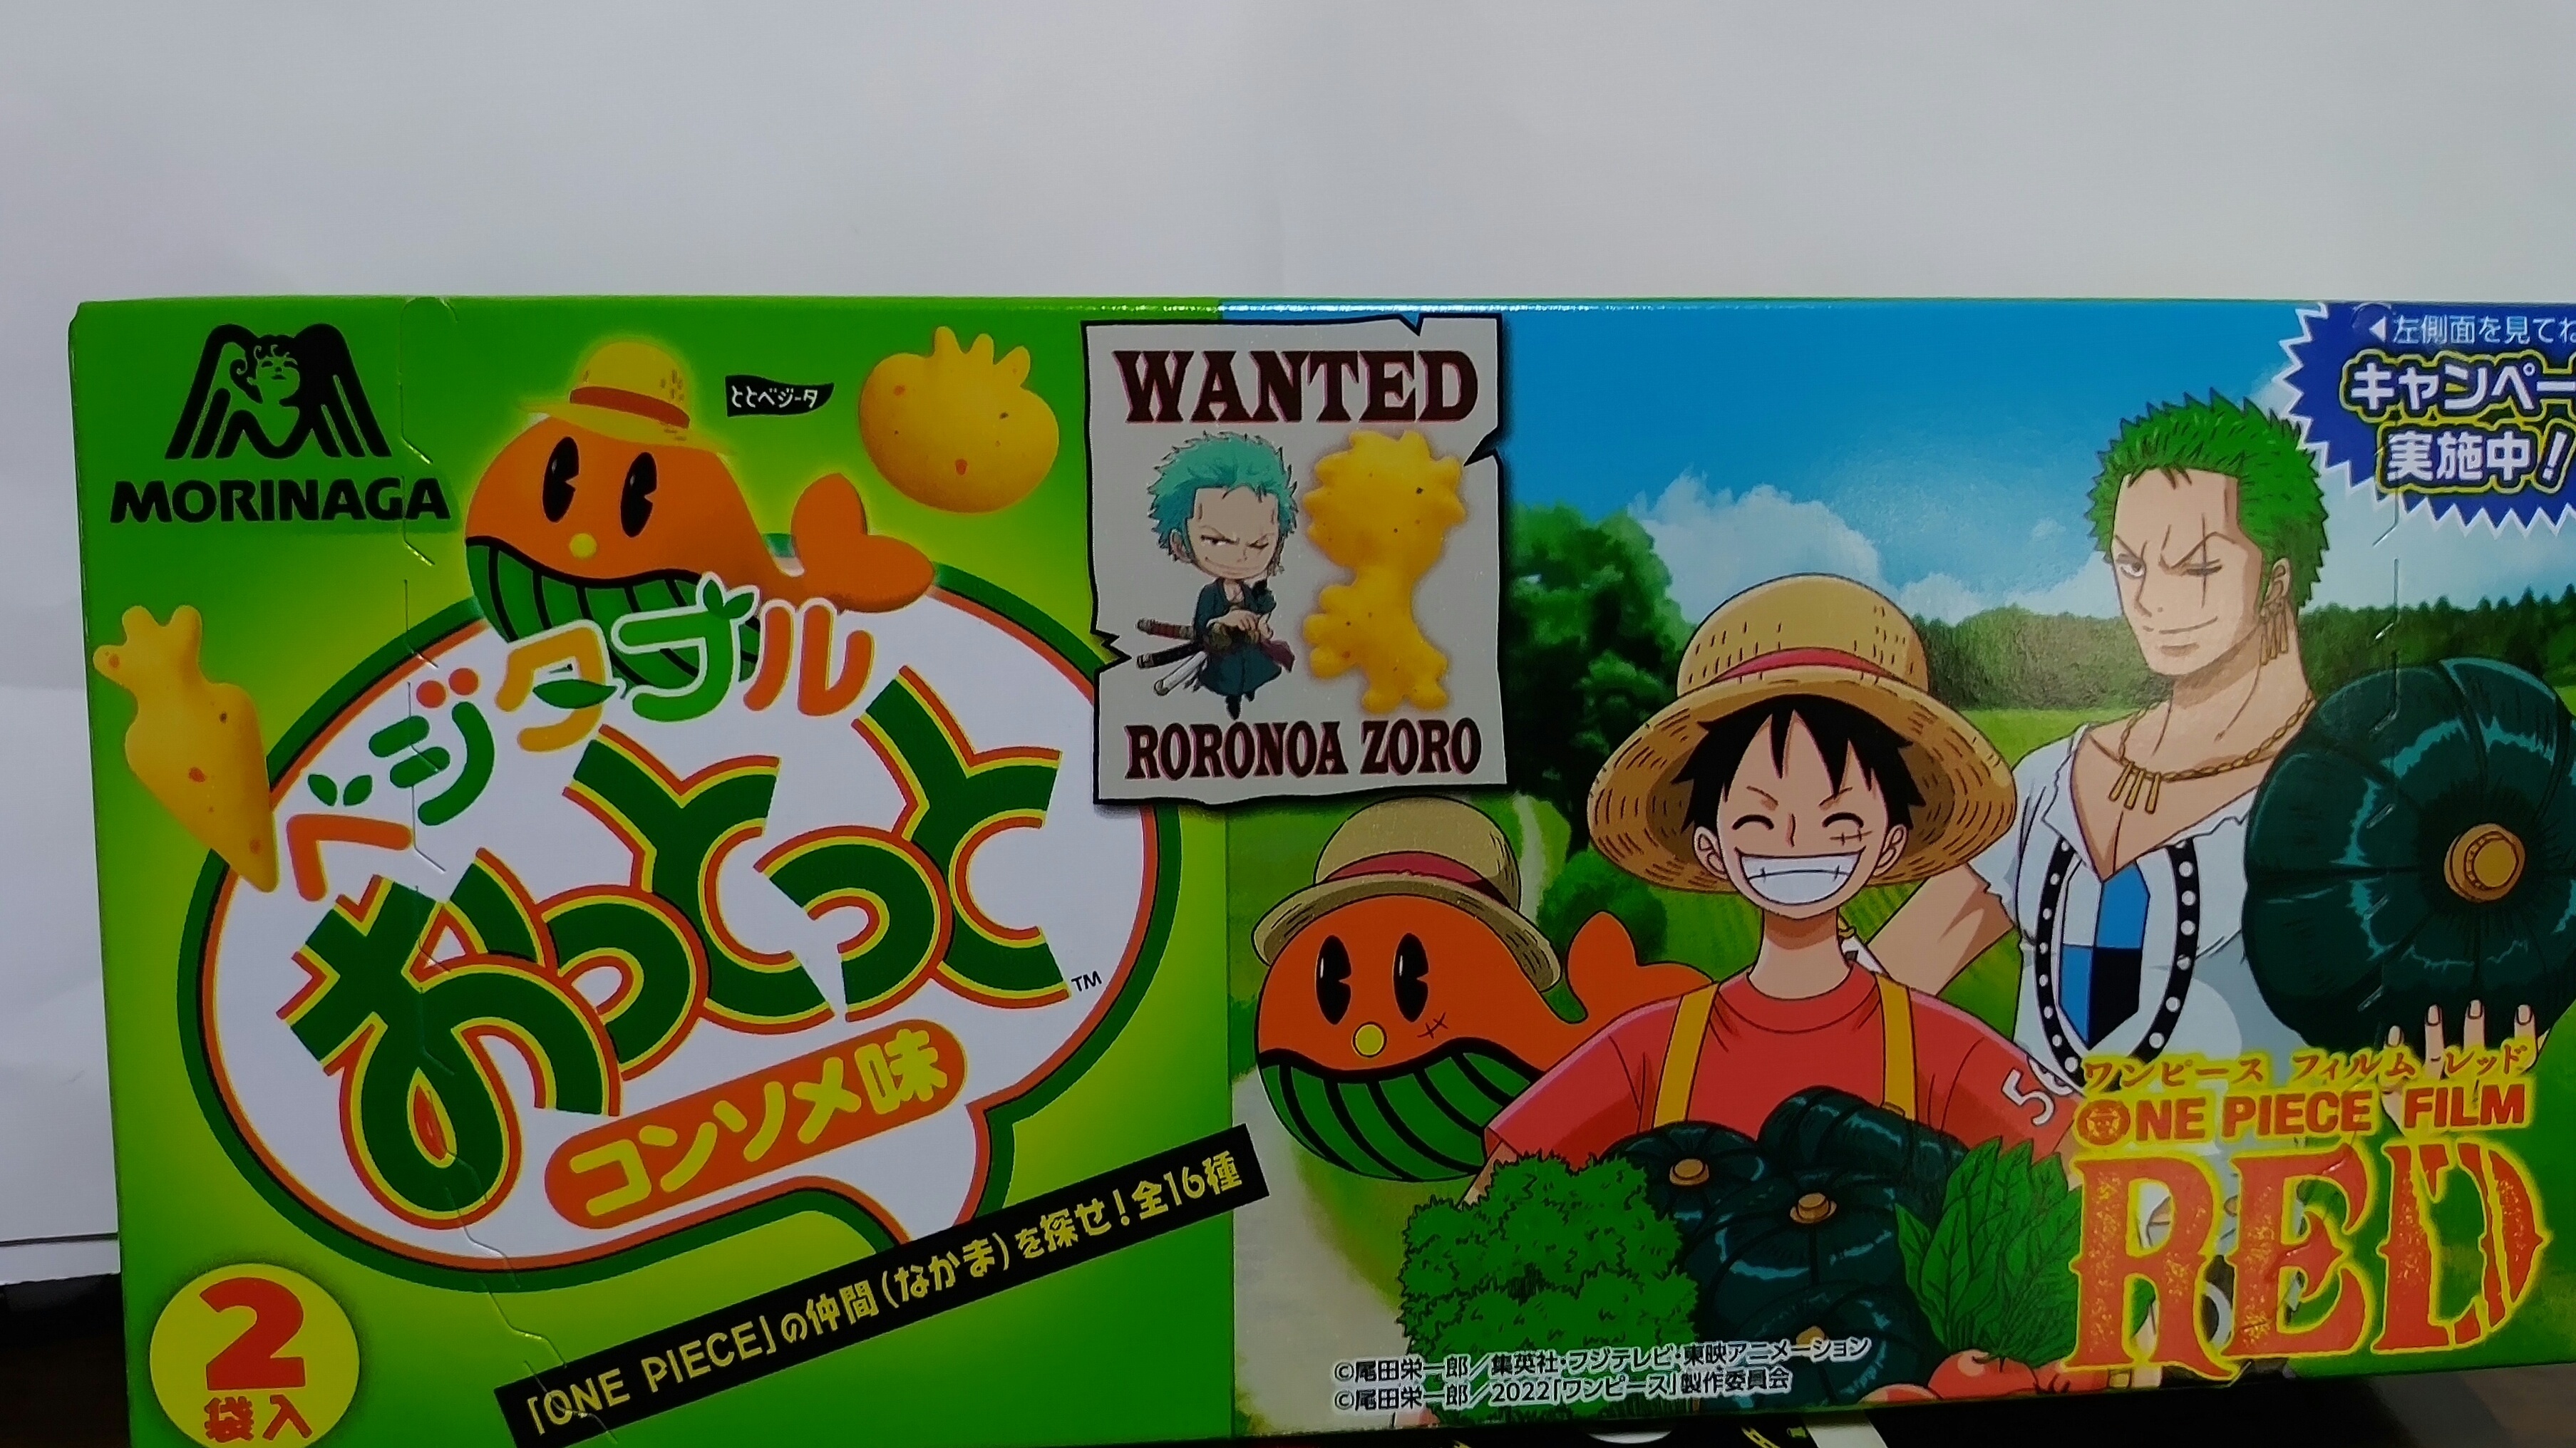 MORINAGA
ととベジータ
ベジタブル
おっとっと
™
コンソメ味
「ONE PIECE」の仲間(なかま)を探せ!全16種
2
袋入
WANTED
RORONOA ZORO
◀左側面を見てね
キャンペー
実施中!
ワンピース フィルム レッド
ONE PIECE FILM
RED
©尾田栄一郎/集英社・フジテレビ・東映アニメーション
©尾田栄一郎/2022「ワンピース」製作委員会